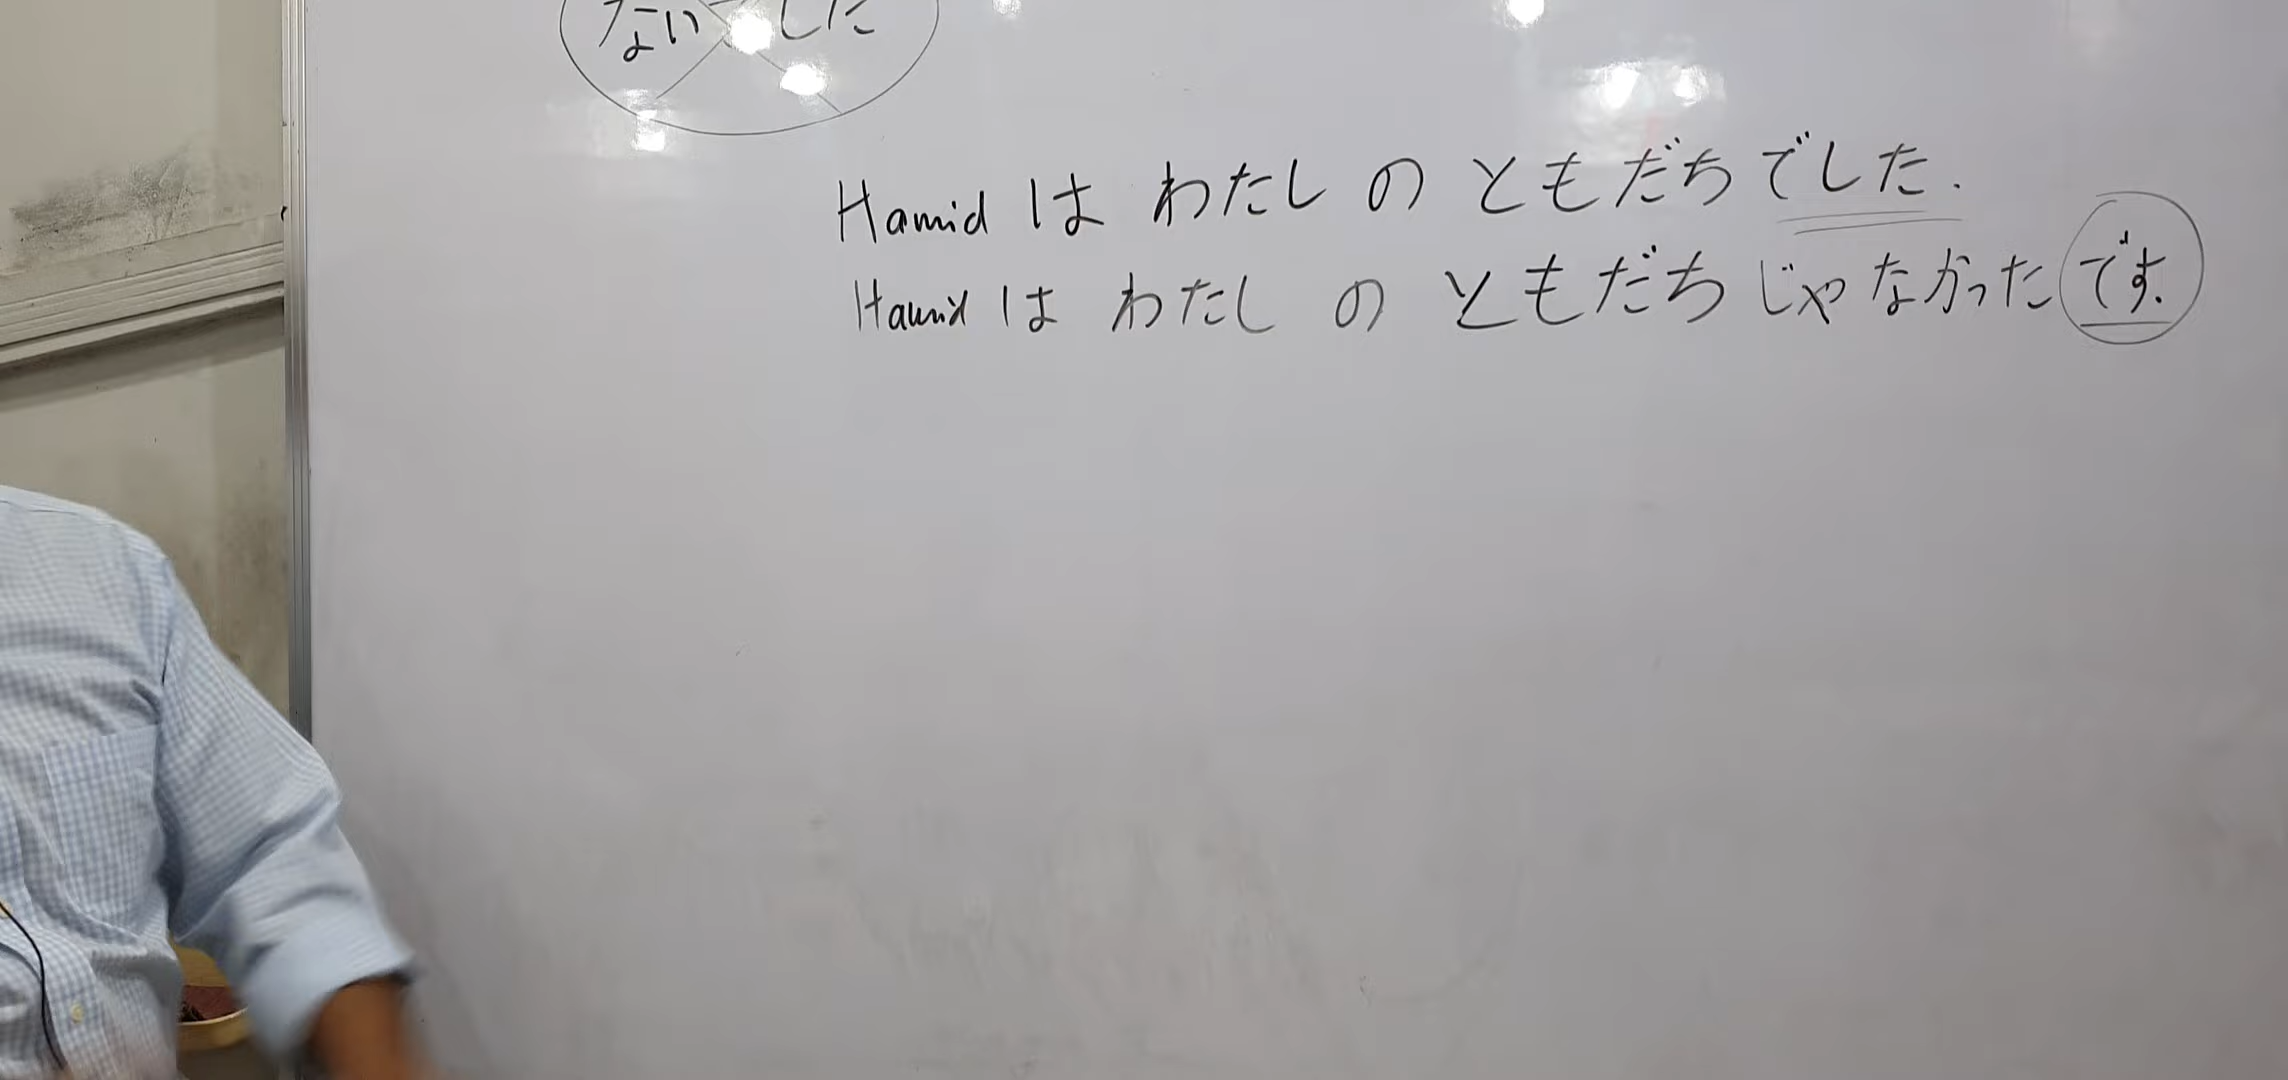 ないでした
Hamid は わたし の ともだちでした.
Hamid は わたし の ともだち じゃ なかった です.